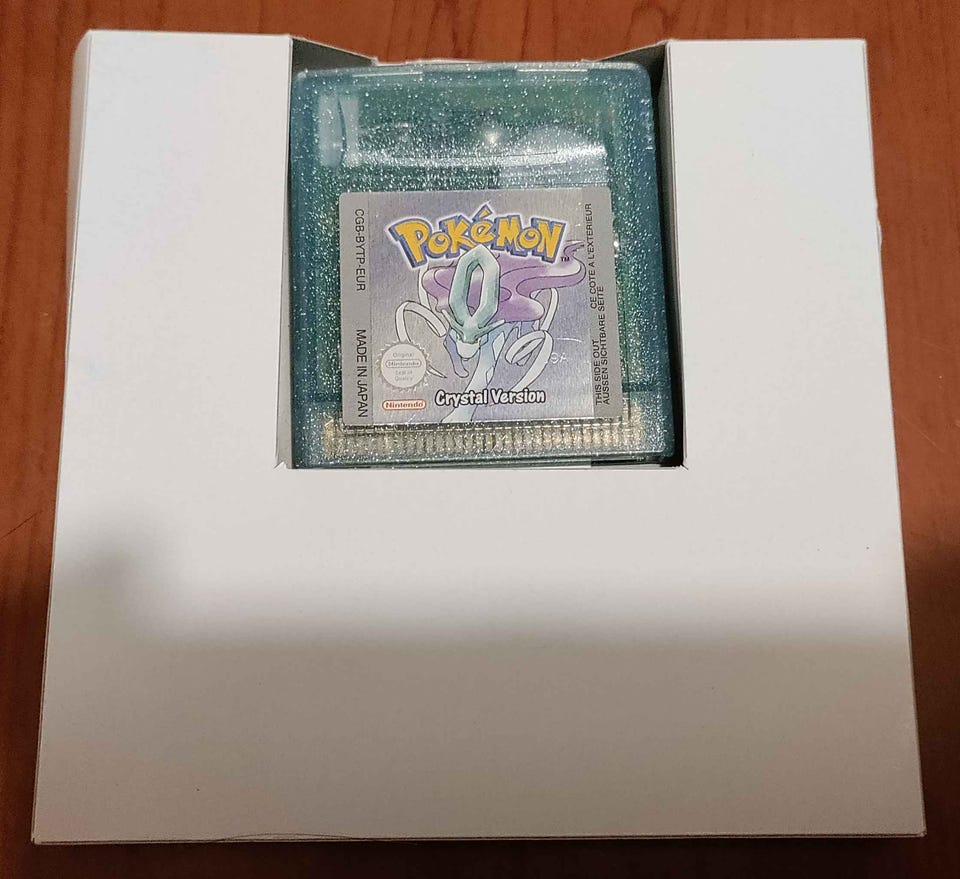 CGB-BYTP-EUR
MADE IN JAPAN
POKéMON
TM
Original
Nintendo
Seal of
Quality
Nintendo
Crystal Version
THIS SIDE OUT
CE COTE A L'EXTERIEUR
AUSSEN SICHTBARE SEITE